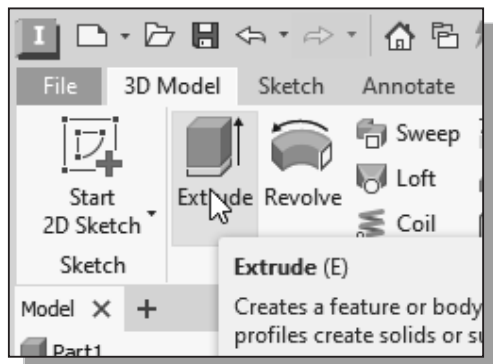 I
File 3D Model Sketch Annotate
Start
2D Sketch
Extrude
Revolve
Sweep
Loft
Coil
Sketch
Extrude (E)
Creates a feature or body
profiles create solids or
Model
Part1